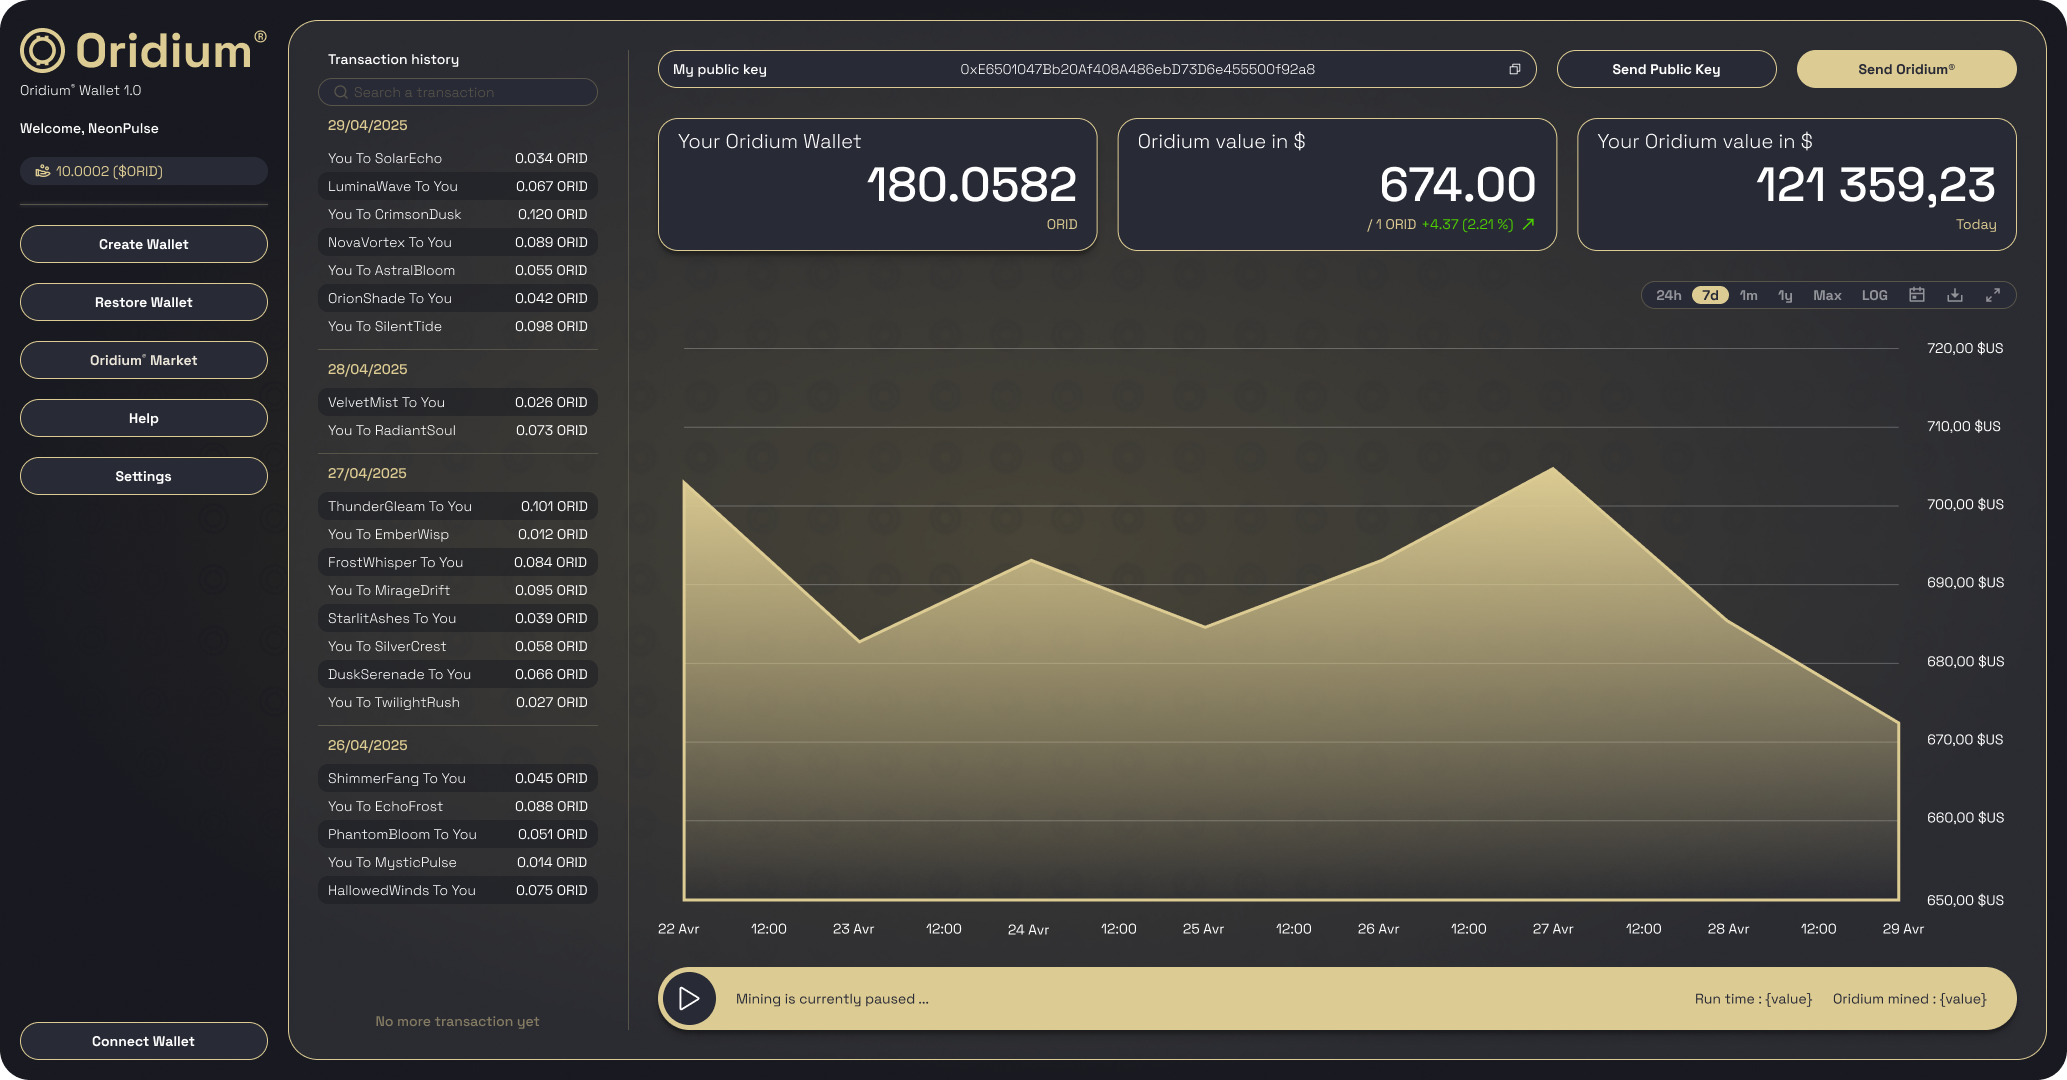 Oridium®
Oridium® Wallet 1.0
Welcome, NeonPulse
10.0002 ($ORID)
Create Wallet
Restore Wallet
Oridium® Market
Help
Settings
Connect Wallet
Transaction history
Search a transaction
29/04/2025
You To SolarEcho 0.034 ORID
LuminaWave To You 0.067 ORID
You To CrimsonDusk 0.120 ORID
NovaVortex To You 0.089 ORID
You To AstralBloom 0.055 ORID
OrionShade To You 0.042 ORID
You To SilentTide 0.098 ORID
28/04/2025
VelvetMist To You 0.026 ORID
You To RadiantSoul 0.073 ORID
27/04/2025
ThunderGleam To You 0.101 ORID
You To EmberWisp 0.012 ORID
FrostWhisper To You 0.084 ORID
You To MirageDrift 0.095 ORID
StarlitAshes To You 0.039 ORID
You To SilverCrest 0.058 ORID
DuskSerenade To You 0.066 ORID
You To TwilightRush 0.027 ORID
26/04/2025
ShimmerFang To You 0.045 ORID
You To EchoFrost 0.088 ORID
PhantomBloom To You 0.051 ORID
You To MysticPulse 0.014 ORID
HallowedWinds To You 0.075 ORID
No more transaction yet
My public key 0xE6501047Bb20Af408A486ebD73D6e455500f92a8
Send Public Key
Send Oridium®
Your Oridium Wallet
180.0582
ORID
Oridium value in $
674.00
/ 1 ORID +4.37 (2.21 %)
Your Oridium value in $
121 359,23
Today
24h 7d 1m 1y Max LOG
720,00 $US
710,00 $US
700,00 $US
690,00 $US
680,00 $US
670,00 $US
660,00 $US
650,00 $US
22 Avr 12:00 23 Avr 12:00 24 Avr 12:00 25 Avr 12:00 26 Avr 12:00 27 Avr 12:00 28 Avr 12:00 29 Avr
Mining is currently paused ... Run time : {value} Oridium mined : {value}